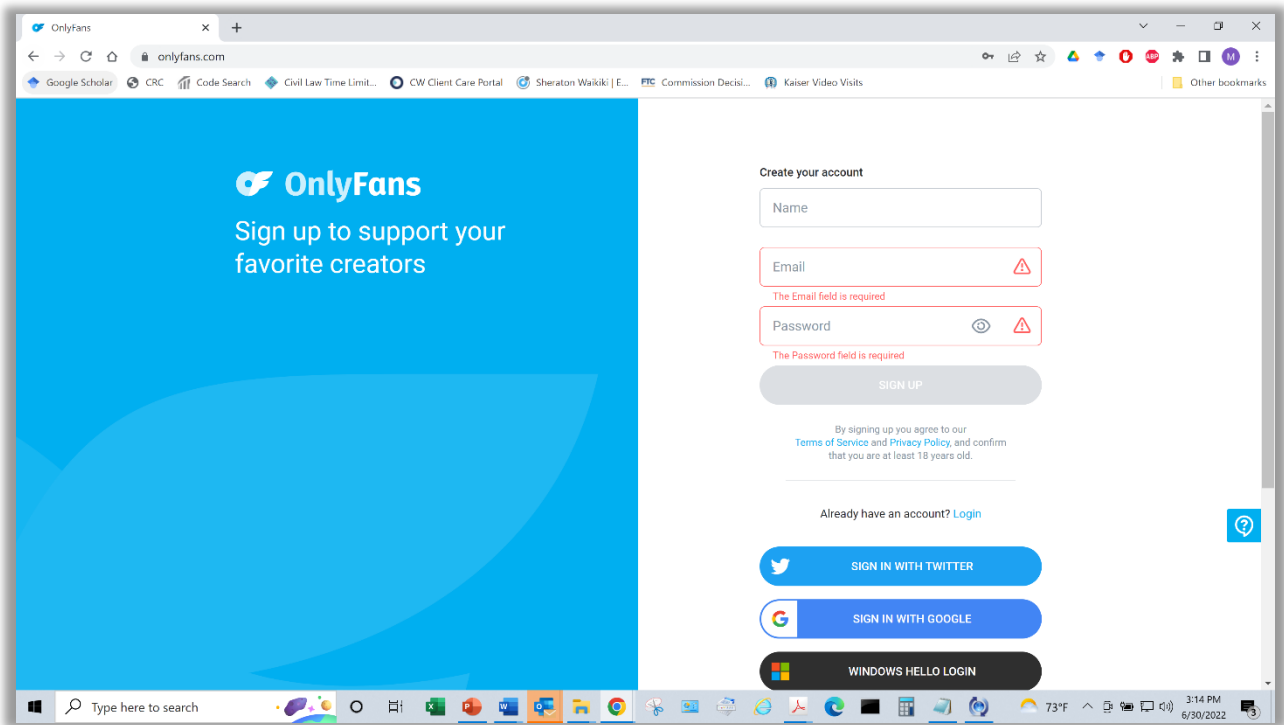 OnlyFans
onlyfans.com
M
Google Scholar CRC Code Search Civil Law Time Limit... CW Client Care Portal Sheraton Waikiki | E... FTC Commission Decisi... Kaiser Video Visits Other bookmarks
OnlyFans
Sign up to support your
favorite creators
Create your account
Name
Email
The Email field is required
Password
The Password field is required
SIGN UP
By signing up you agree to our
Terms of Service and Privacy Policy, and confirm
that you are at least 18 years old.
Already have an account? Login
SIGN IN WITH TWITTER
G SIGN IN WITH GOOGLE
WINDOWS HELLO LOGIN
Type here to search
73°F
3:14 PM
6/30/2022
3